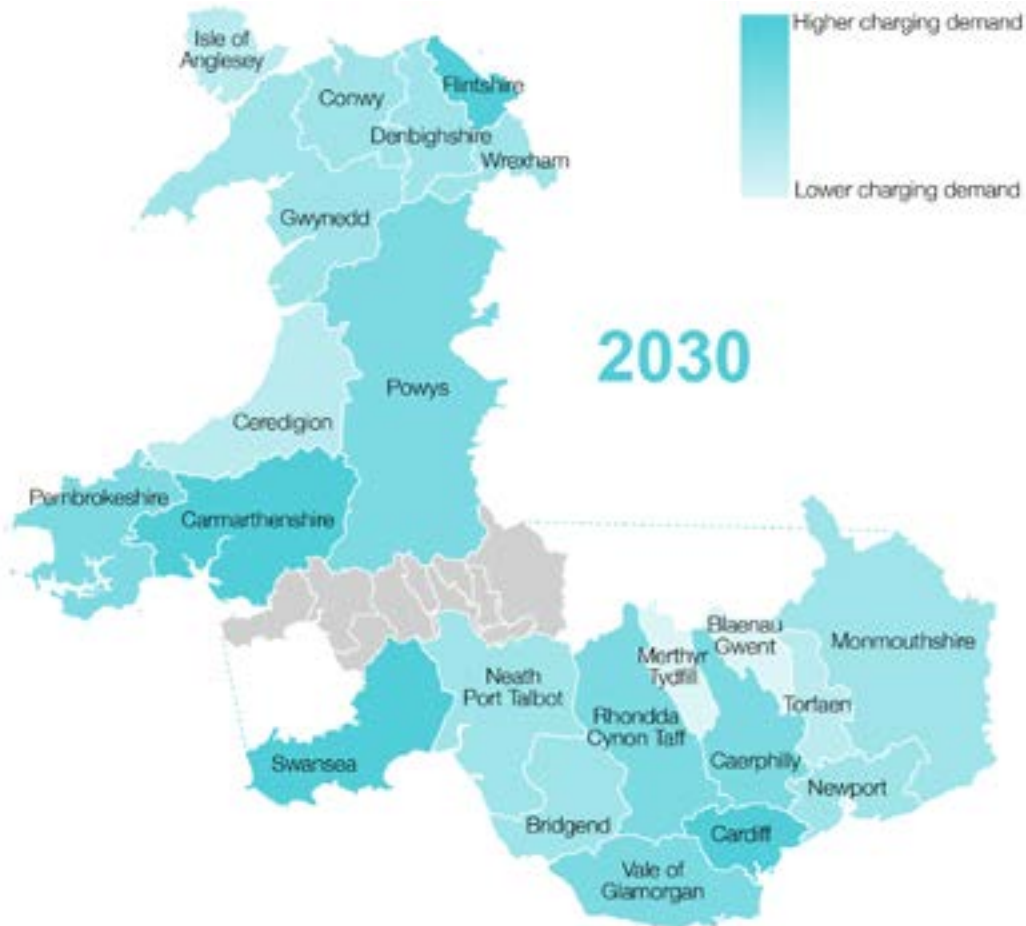 Higher charging demand
Lower charging demand
2030
Isle of
Anglesey
Conwy
Flintshire
Denbighshire
Wrexham
Gwynedd
Powys
Ceredigion
Pembrokeshire
Carmarthenshire
Swansea
Neath
Port Talbot
Bridgend
Rhondda
Cynon Taff
Merthyr
Tydfill
Blaenau
Gwent
Torfaen
Monmouthshire
Caerphilly
Newport
Cardiff
Vale of
Glamorgan